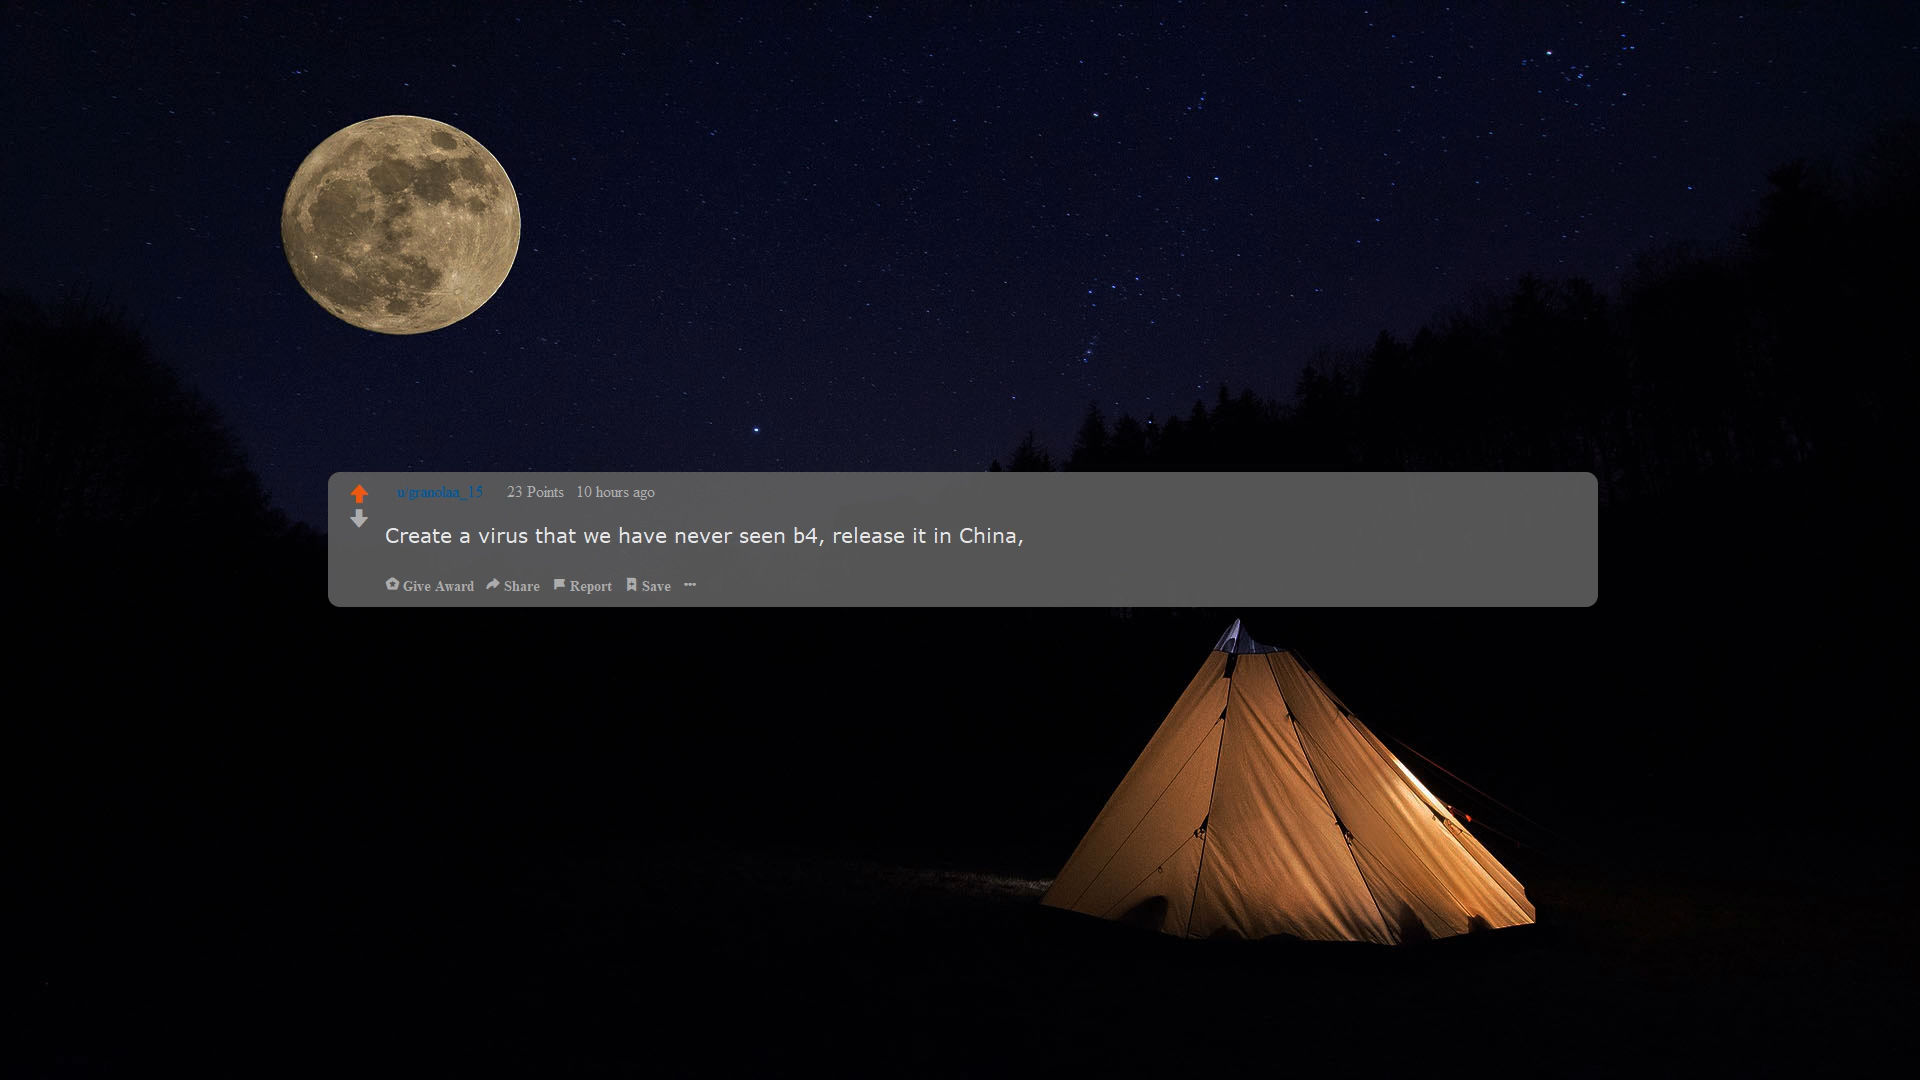 u/granolaa_15 23 Points 10 hours ago
Create a virus that we have never seen b4, release it in China,
Give Award Share Report Save